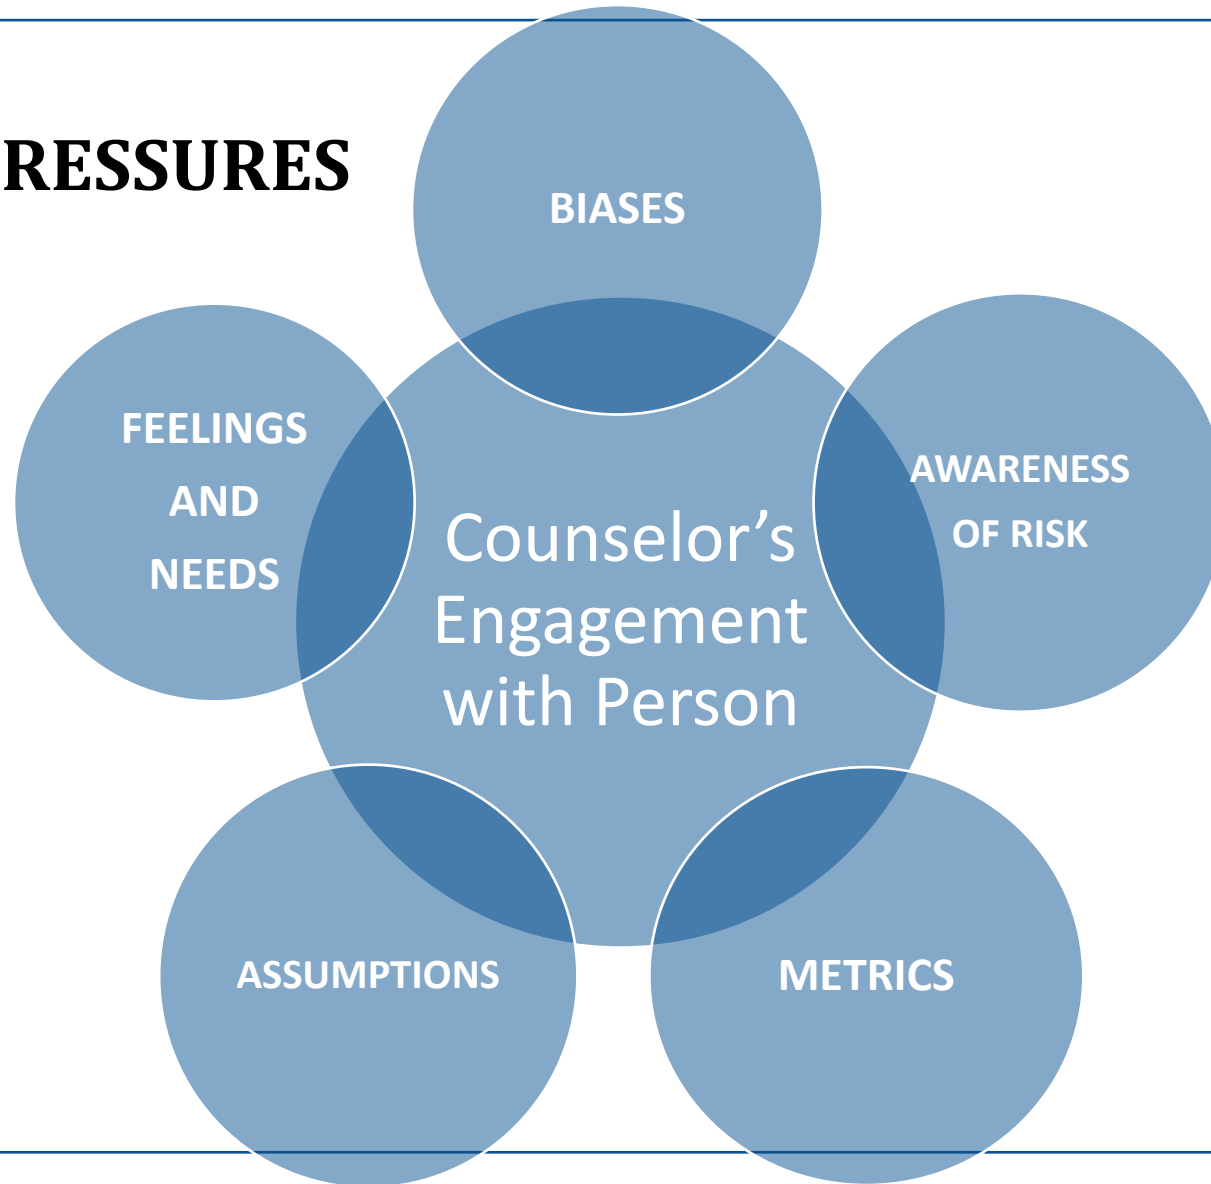 RESSURES
BIASES
FEELINGS
AND
NEEDS
AWARENESS
OF RISK
Counselor’s
Engagement
with Person
ASSUMPTIONS
METRICS